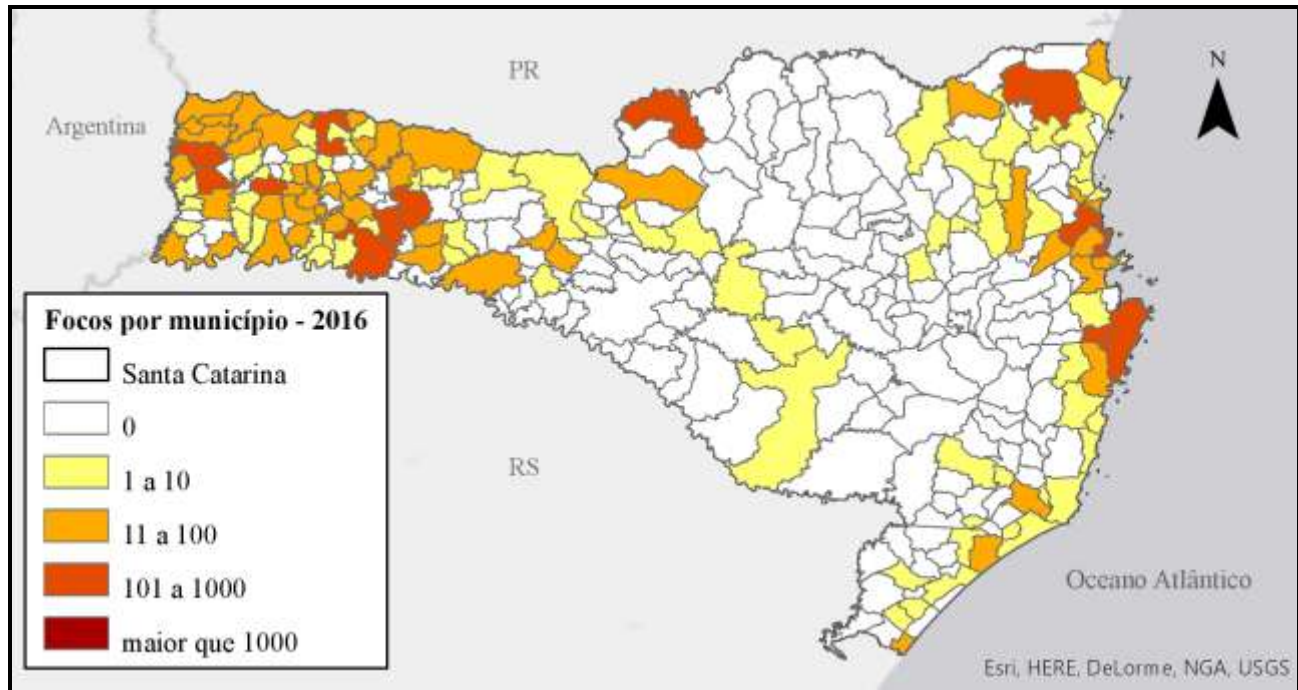 PR
N
Argentina
Focos por município - 2016
Santa Catarina
0
1 a 10
11 a 100
101 a 1000
maior que 1000
RS
Oceano Atlântico
Esri, HERE, DeLorme, NGA, USGS